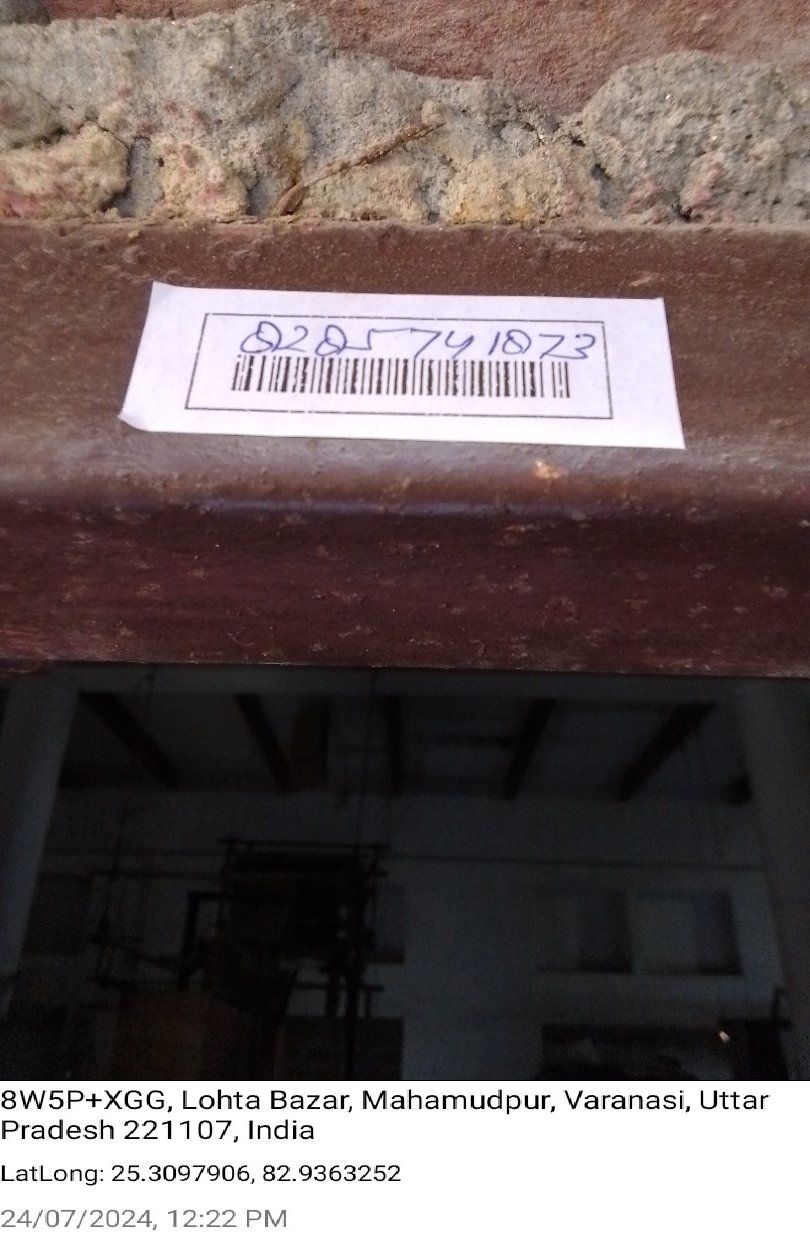 0205741073
8W5P+XGG, Lohta Bazar, Mahamudpur, Varanasi, Uttar
Pradesh 221107, India
LatLong: 25.3097906, 82.9363252
24/07/2024, 12:22 PM